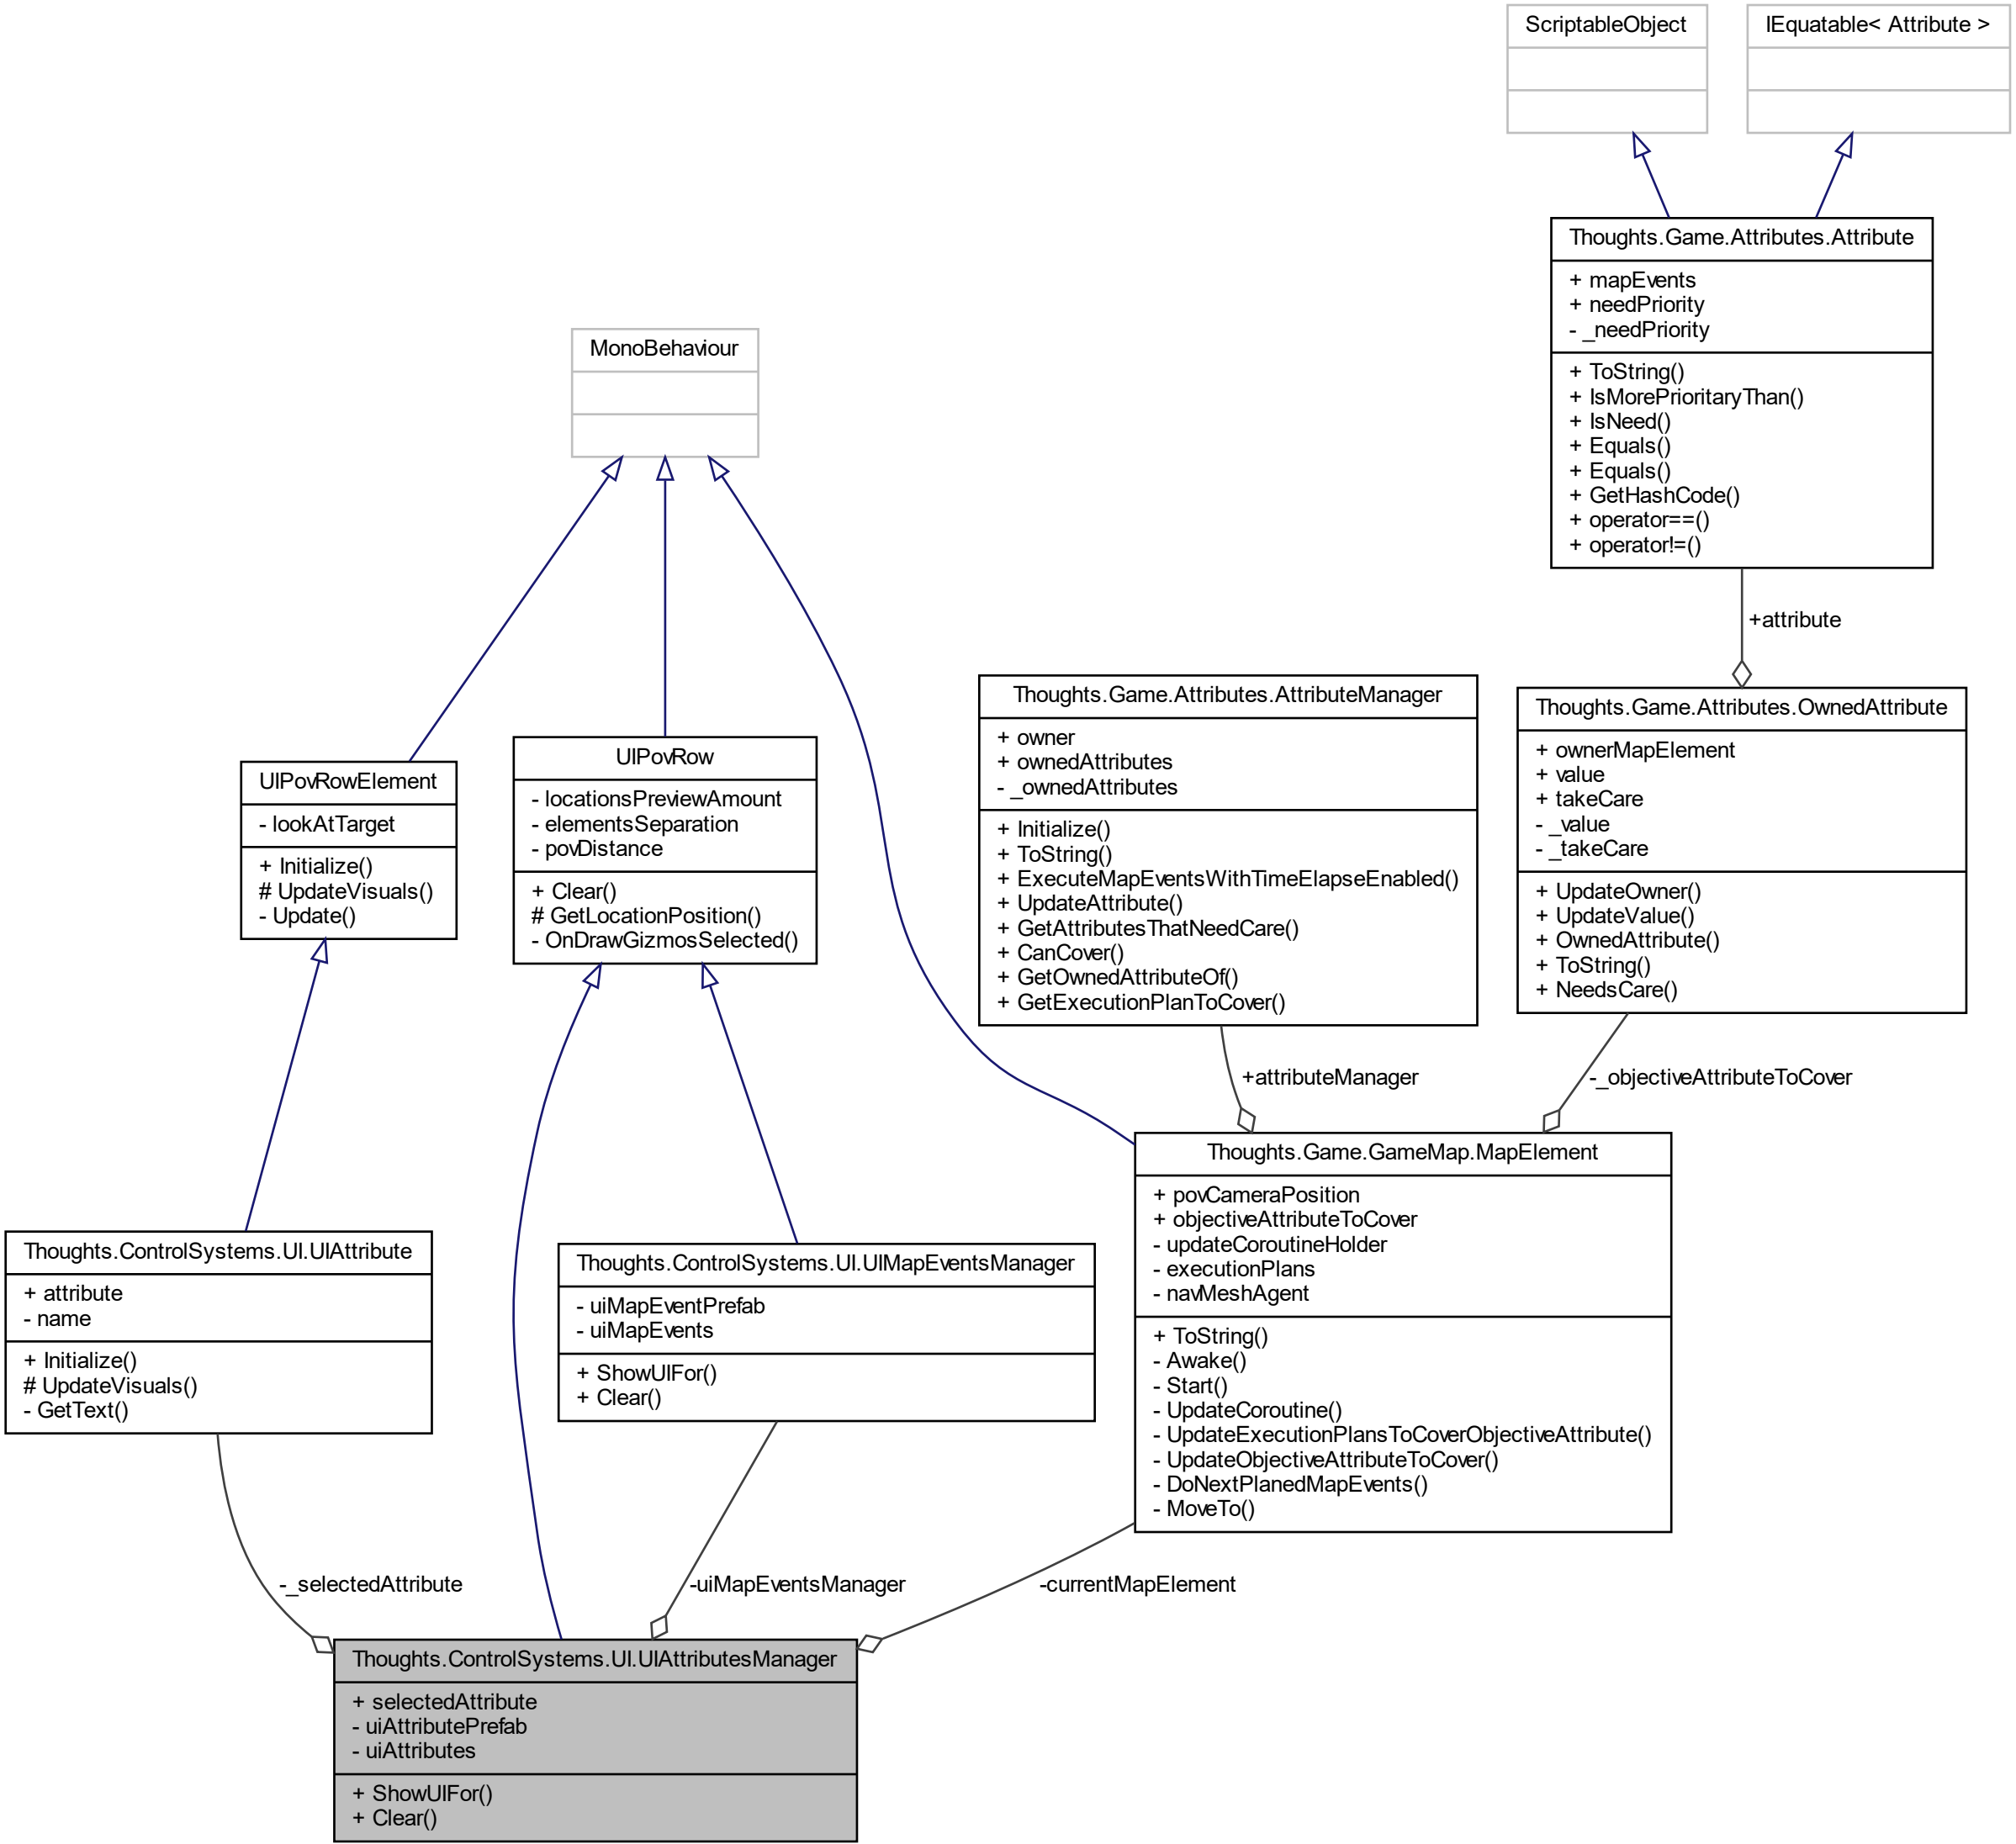 ScriptableObject
IEquatable< Attribute >
Thoughts.Game.Attributes.Attribute
+ mapEvents
+ needPriority
- _needPriority
+ ToString()
+ IsMorePrioritaryThan()
+ IsNeed()
+ Equals()
+ Equals()
+ GetHashCode()
+ operator==()
+ operator!=()
MonoBehaviour
+attribute
Thoughts.Game.Attributes.AttributeManager
+ owner
+ ownedAttributes
- _ownedAttributes
+ Initialize()
+ ToString()
+ ExecuteMapEventsWithTimeElapseEnabled()
+ UpdateAttribute()
+ GetAttributesThatNeedCare()
+ CanCover()
+ GetOwnedAttributeOf()
+ GetExecutionPlanToCover()
Thoughts.Game.Attributes.OwnedAttribute
+ ownerMapElement
+ value
+ takeCare
- _value
- _takeCare
+ UpdateOwner()
+ UpdateValue()
+ OwnedAttribute()
+ ToString()
+ NeedsCare()
UIPovRowElement
- lookAtTarget
+ Initialize()
# UpdateVisuals()
- Update()
UIPovRow
- locationsPreviewAmount
- elementsSeparation
- povDistance
+ Clear()
# GetLocationPosition()
- OnDrawGizmosSelected()
+attributeManager
-_objectiveAttributeToCover
Thoughts.Game.GameMap.MapElement
+ povCameraPosition
+ objectiveAttributeToCover
- updateCoroutineHolder
- executionPlans
- navMeshAgent
+ ToString()
- Awake()
- Start()
- UpdateCoroutine()
- UpdateExecutionPlansToCoverObjectiveAttribute()
- UpdateObjectiveAttributeToCover()
- DoNextPlanedMapEvents()
- MoveTo()
Thoughts.ControlSystems.UI.UIAttribute
+ attribute
- name
+ Initialize()
# UpdateVisuals()
- GetText()
Thoughts.ControlSystems.UI.UIMapEventsManager
- uiMapEventPrefab
- uiMapEvents
+ ShowUIFor()
+ Clear()
-_selectedAttribute
-uiMapEventsManager
-currentMapElement
Thoughts.ControlSystems.UI.UIAttributesManager
+ selectedAttribute
- uiAttributePrefab
- uiAttributes
+ ShowUIFor()
+ Clear()